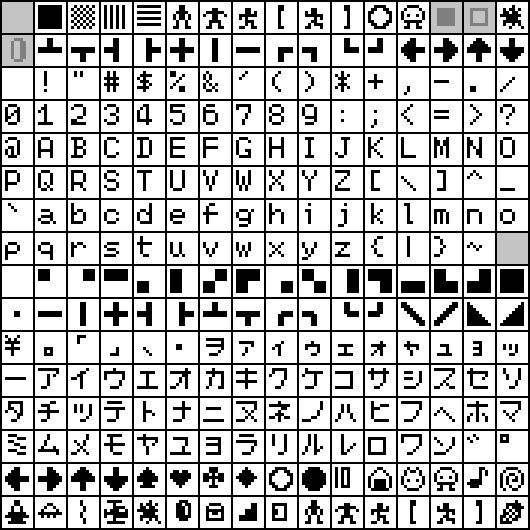 [ ]
! " # $ % & ´ ( ) * + , - . /
0 1 2 3 4 5 6 7 8 9 : ; < = > ?
@ A B C D E F G H I J K L M N O
P Q R S T U V W X Y Z [ \ ] ^ _
` a b c d e f g h i j k l m n o
p q r s t u v w x y z { | } ~
¥ 。 「 」 、 ・ ヲ ァ ィ ゥ ェ ォ ャ ュ ョ ッ
ー ア イ ウ エ オ カ キ ク ケ コ サ シ ス セ ソ
タ チ ツ テ ト ナ ニ ヌ ネ ノ ハ ヒ フ ヘ ホ マ
ミ ム メ モ ヤ ユ ヨ ラ リ ル レ ロ ワ ン ゛ ゜
[ ]